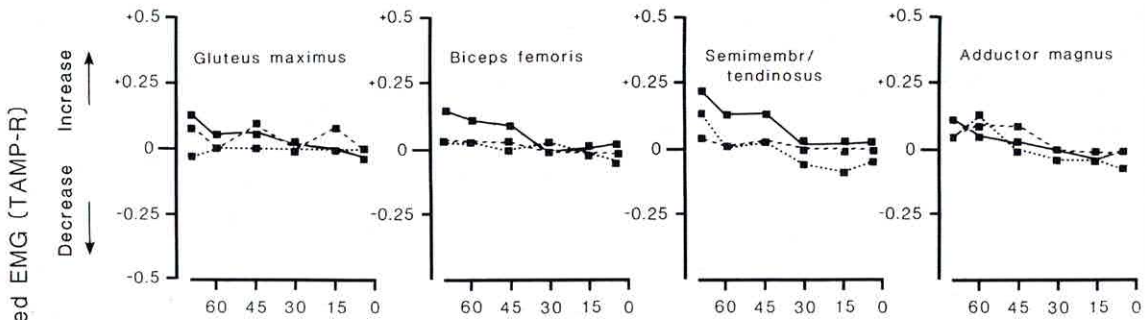 +0.5 +0.5 +0.5 +0.5
Gluteus maximus Biceps femoris Semimembr/ tendinosus Adductor magnus
+0.25 +0.25 +0.25 +0.25
0 0 0 0
-0.25 -0.25 -0.25 -0.25
-0.5
60 45 30 15 0 60 45 30 15 0 60 45 30 15 0 60 45 30 15 0
Increase
Decrease
ed EMG (TAMP-R)